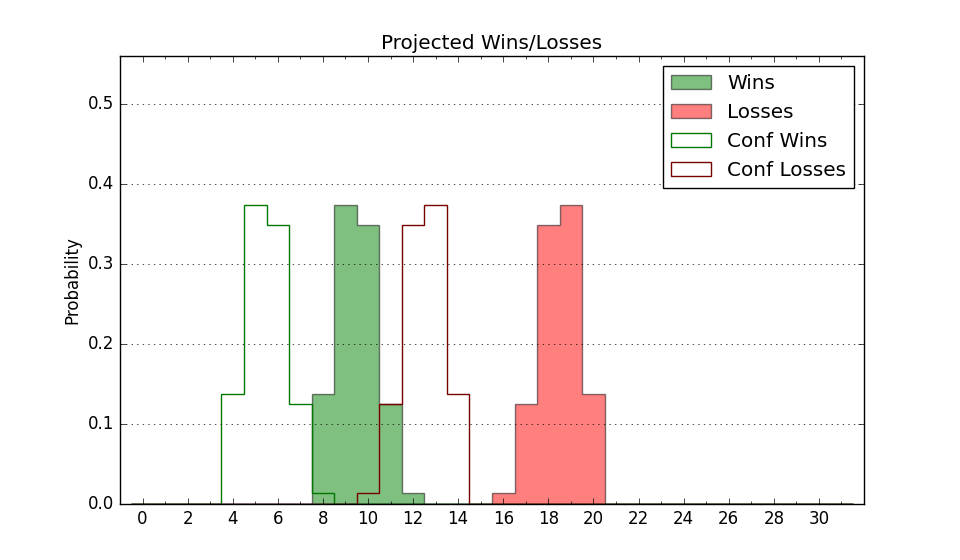 Projected Wins/Losses
Wins
Losses
Conf Wins
Conf Losses
Probability
0.5
0.4
0.3
0.2
0.1
0.0
0 2 4 6 8 10 12 14 16 18 20 22 24 26 28 30